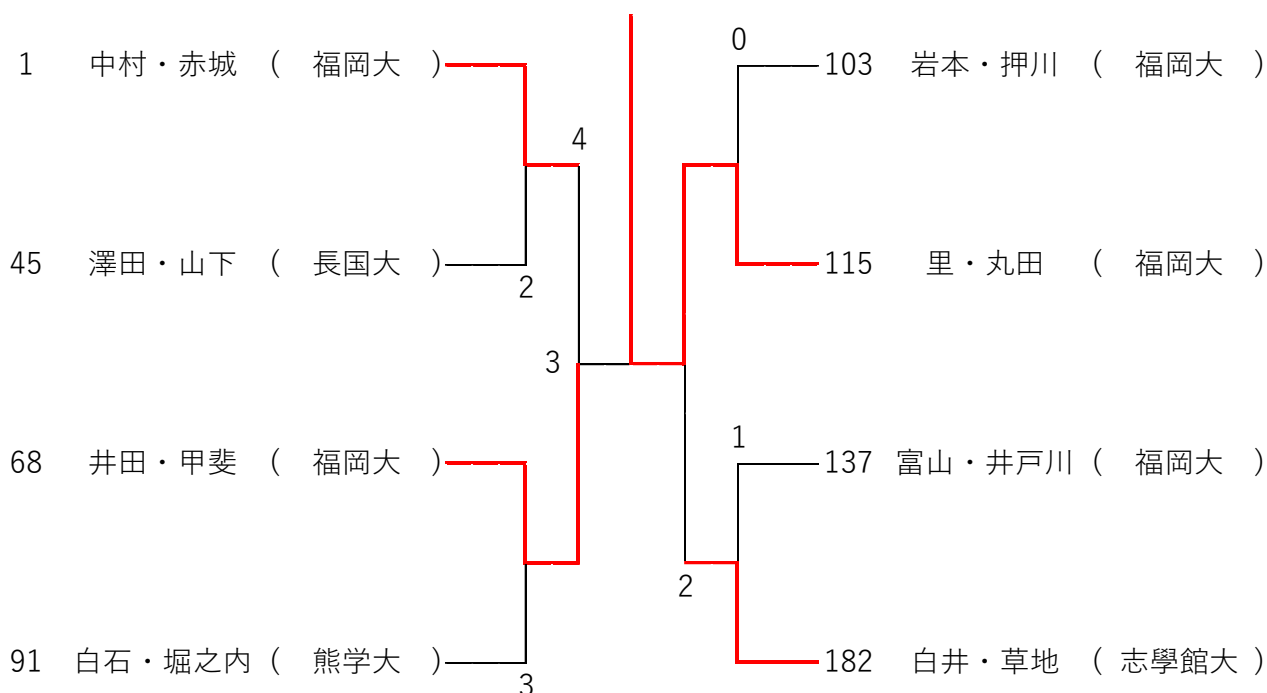 0
1 中村・赤城 ( 福岡大 ) 103 岩本・押川 ( 福岡大 )
4
45 澤田・山下 ( 長国大 ) 115 里・丸田 ( 福岡大 )
2
3
1
68 井田・甲斐 ( 福岡大 ) 137 富山・井戸川 ( 福岡大 )
2
91 白石・堀之内 ( 熊学大 ) 182 白井・草地 ( 志學館大 )
3